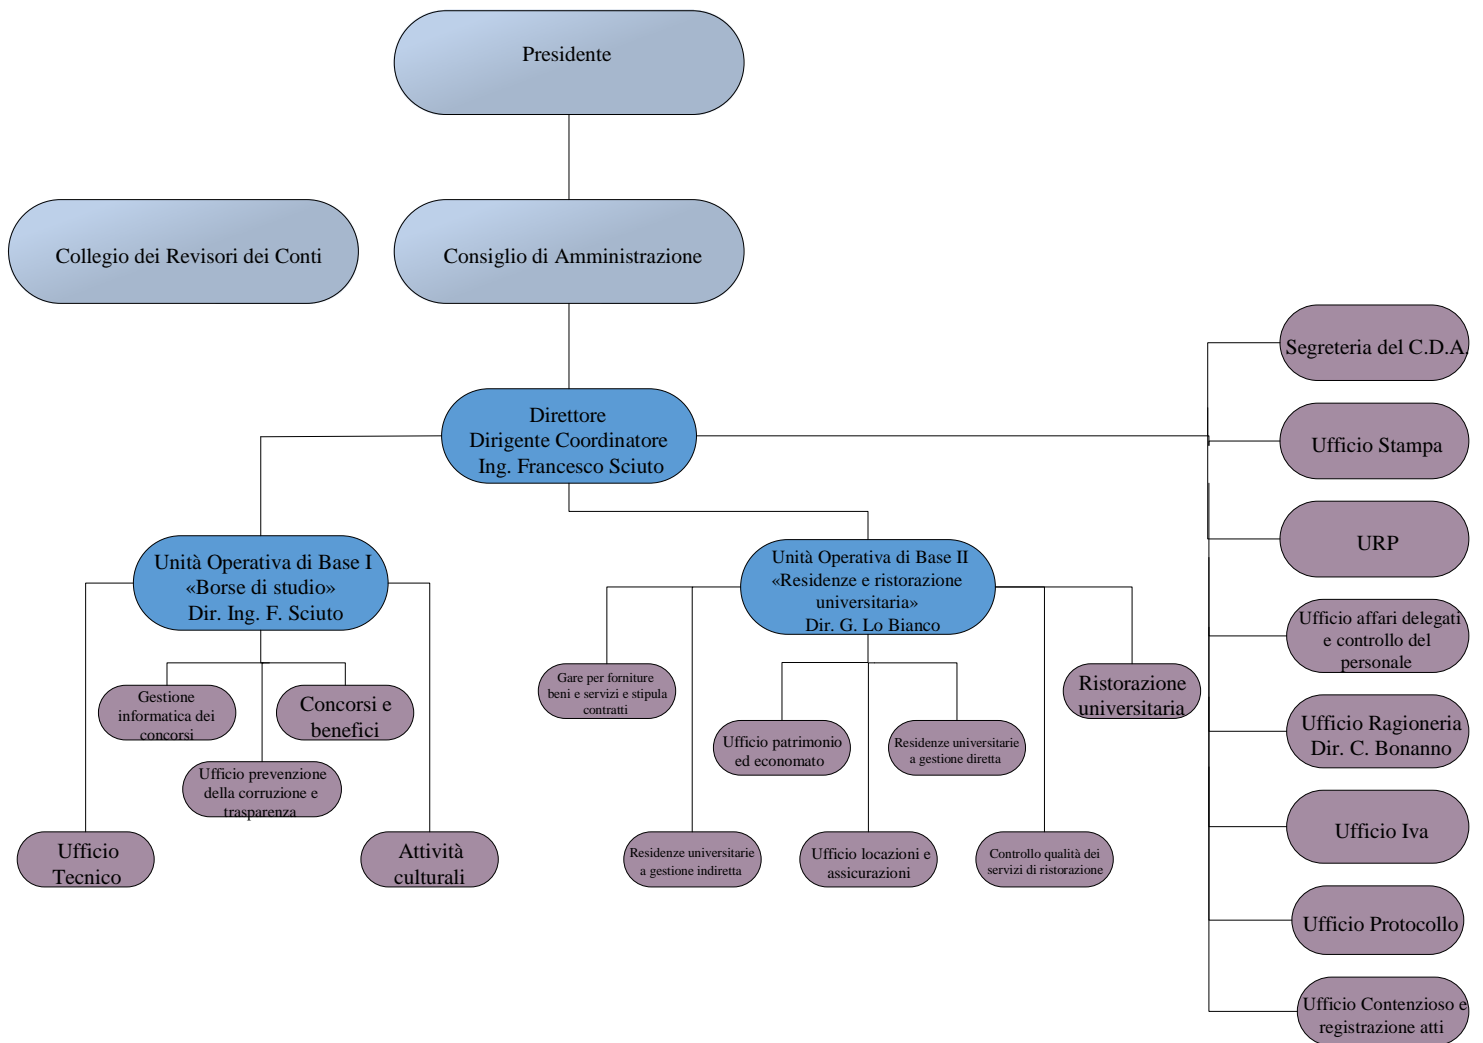 Presidente
Collegio dei Revisori dei Conti
Consiglio di Amministrazione
Direttore
Dirigente Coordinatore
Ing. Francesco Sciuto
Segreteria del C.D.A.
Ufficio Stampa
URP
Ufficio affari delegati
e controllo del
personale
Ufficio Ragioneria
Dir. C. Bonanno
Ufficio Iva
Ufficio Protocollo
Ufficio Contenzioso e
registrazione atti
Unità Operativa di Base I
«Borse di studio»
Dir. Ing. F. Sciuto
Gestione
informatica dei
concorsi
Concorsi e
benefici
Ufficio prevenzione
della corruzione e
trasparenza
Ufficio
Tecnico
Attività
culturali
Unità Operativa di Base II
«Residenze e ristorazione
universitaria»
Dir. G. Lo Bianco
Gare per forniture
beni e servizi e stipula
contratti
Ristorazione
universitaria
Ufficio patrimonio
ed economato
Residenze universitarie
a gestione diretta
Residenze universitarie
a gestione indiretta
Ufficio locazioni e
assicurazioni
Controllo qualità dei
servizi di ristorazione